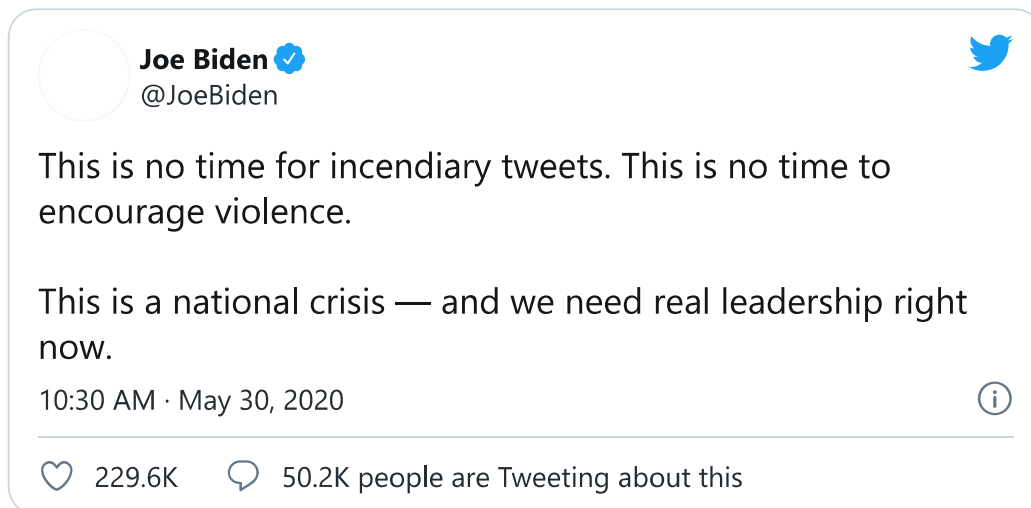 Joe Biden
@JoeBiden
This is no time for incendiary tweets. This is no time to
encourage violence.
This is a national crisis — and we need real leadership right
now.
10:30 AM · May 30, 2020
229.6K 50.2K people are Tweeting about this